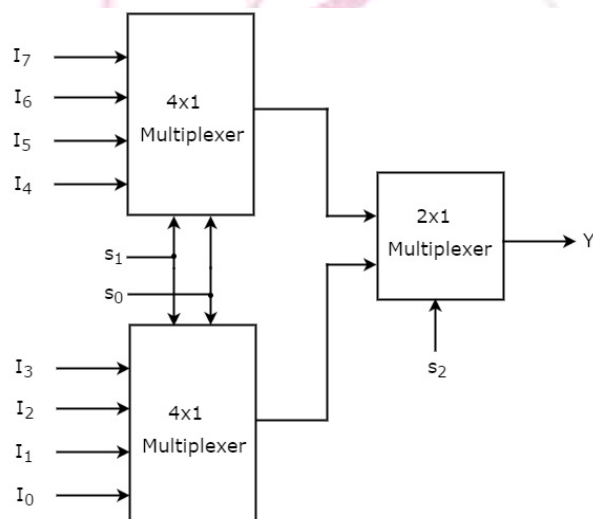 I7
I6
I5
I4
4x1
Multiplexer
s1
s0
2x1
Multiplexer
Y
s2
I3
I2
I1
I0
4x1
Multiplexer